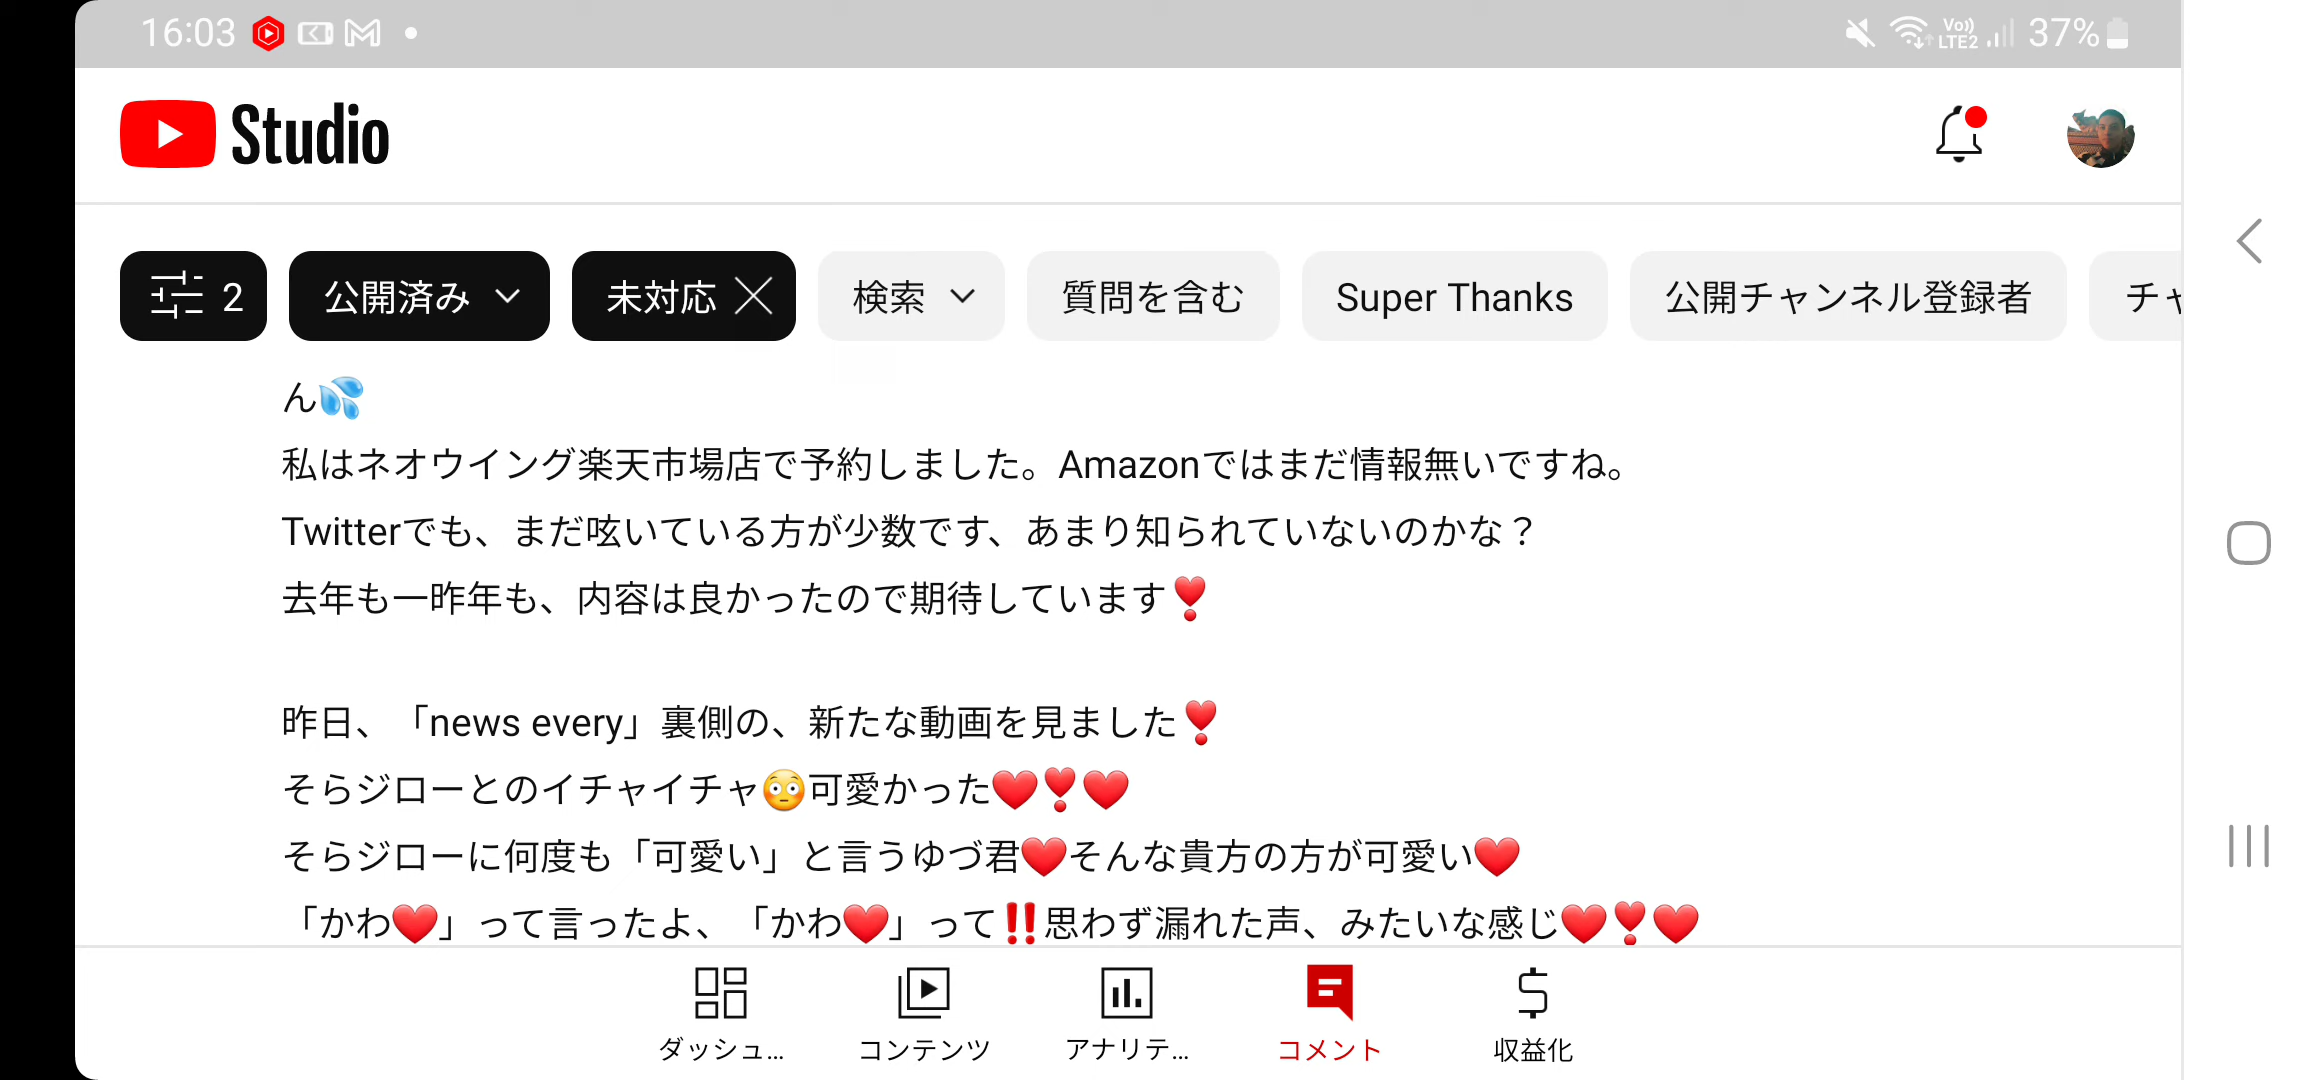 16:03
Vo))
LTE2
37%
Studio
2
公開済み
未対応
検索
質問を含む
Super Thanks
公開チャンネル登録者
チャ
ん💦
私はネオウイング楽天市場店で予約しました。Amazonではまだ情報無いですね。
Twitterでも、まだ呟いている方が少数です、あまり知られていないのかな？
去年も一昨年も、内容は良かったので期待しています❣️
昨日、「news every」裏側の、新たな動画を見ました❣️
そらジローとのイチャイチャ😳可愛かった❤️❣️❤️
そらジローに何度も「可愛い」と言うゆづ君❤️そんな貴方の方が可愛い❤️
「かわ❤️」って言ったよ、「かわ❤️」って‼️思わず漏れた声、みたいな感じ❤️❣️❤️
ダッシュ...
コンテンツ
アナリテ...
コメント
収益化